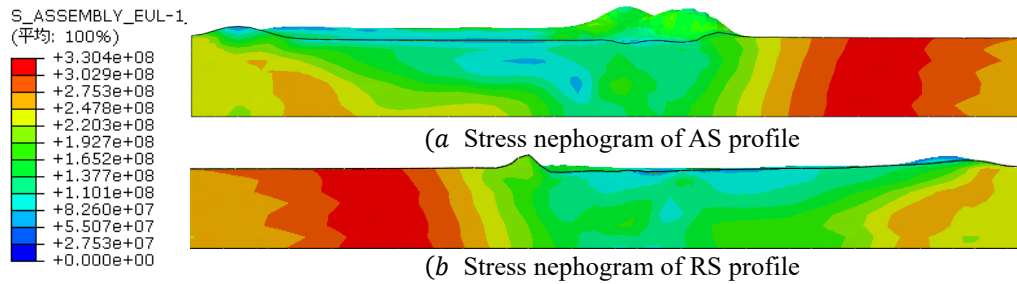 S_ASSEMBLY_EUL-1_
(平均: 100%)
+3.304e+08
+3.029e+08
+2.753e+08
+2.478e+08
+2.203e+08
+1.927e+08
+1.652e+08
+1.377e+08
+1.101e+08
+8.260e+07
+5.507e+07
+2.753e+07
+0.000e+00
(a Stress nephogram of AS profile
(b Stress nephogram of RS profile